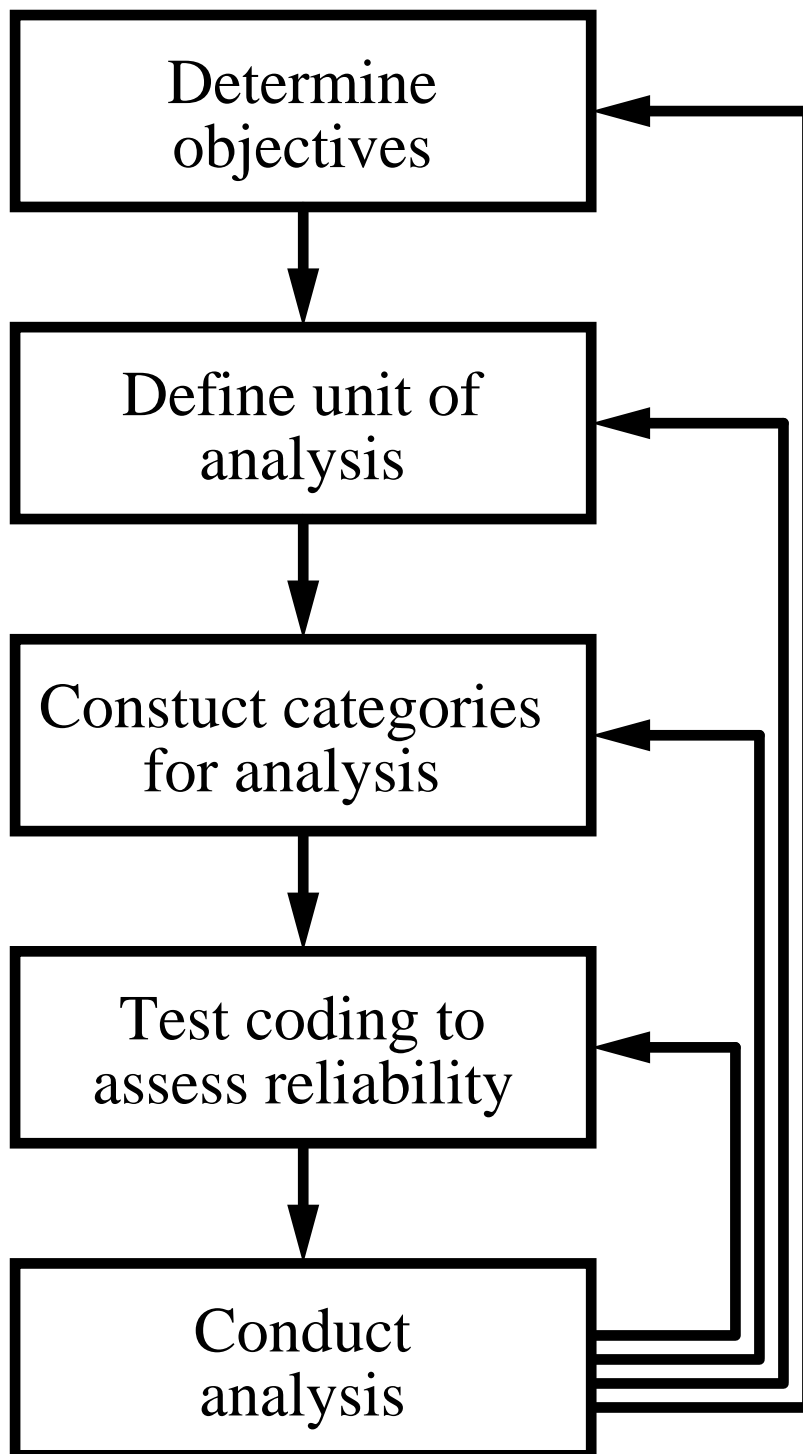 Determine
objectives
Define unit of
analysis
Constuct categories
for analysis
Test coding to
assess reliability
Conduct
analysis